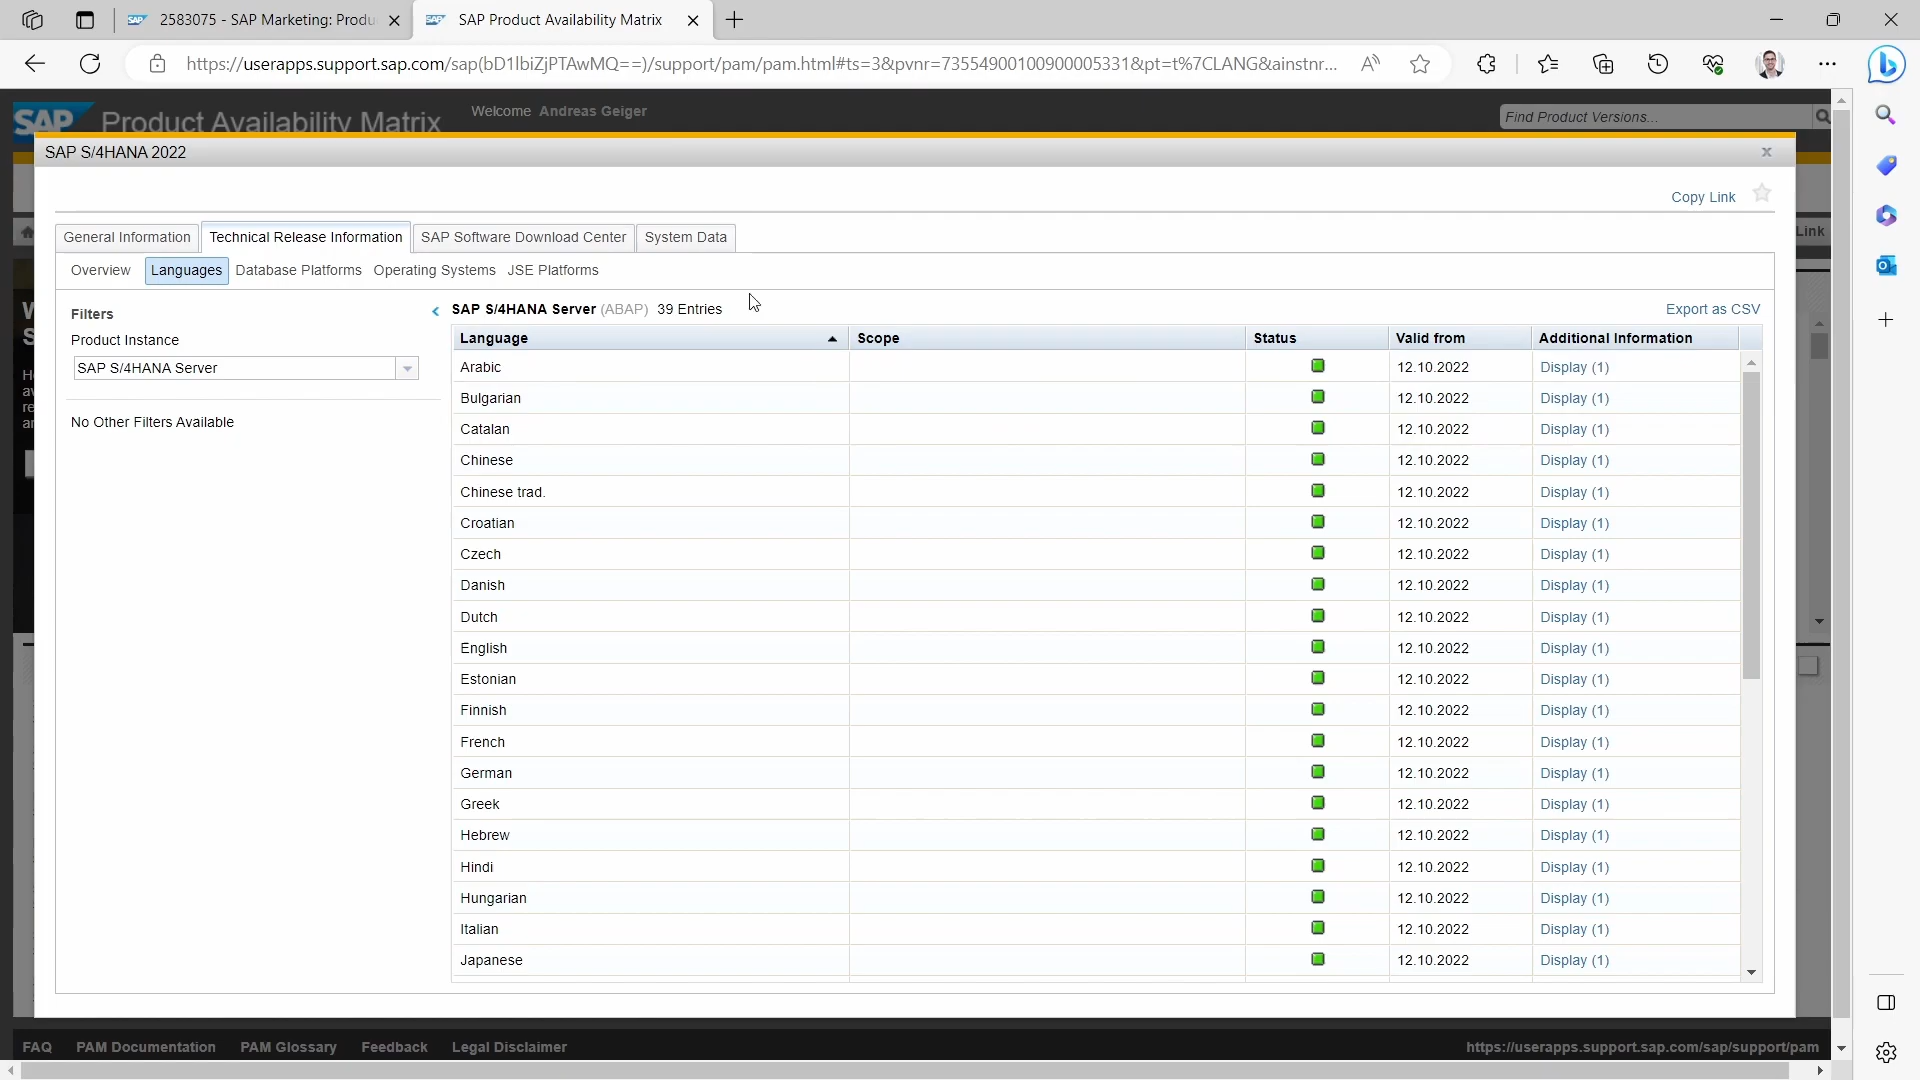 2583075 - SAP Marketing: Produ
SAP Product Availability Matrix
https://userapps.support.sap.com/sap(bD1lbiZjPTAwMQ==)/support/pam/pam.html#ts=3&pvnr=73554900100900005331&pt=t%7CLANG&ainstnr...
SAP Product Availability Matrix
Welcome Andreas Geiger
Find Product Versions...
SAP S/4HANA 2022
Copy Link
Link
General Information
Technical Release Information
SAP Software Download Center
System Data
Overview
Languages
Database Platforms
Operating Systems
JSE Platforms
Filters
Product Instance
SAP S/4HANA Server
No Other Filters Available
SAP S/4HANA Server (ABAP) 39 Entries
Export as CSV
Language Scope Status Valid from Additional Information
Arabic 12.10.2022 Display (1)
Bulgarian 12.10.2022 Display (1)
Catalan 12.10.2022 Display (1)
Chinese 12.10.2022 Display (1)
Chinese trad. 12.10.2022 Display (1)
Croatian 12.10.2022 Display (1)
Czech 12.10.2022 Display (1)
Danish 12.10.2022 Display (1)
Dutch 12.10.2022 Display (1)
English 12.10.2022 Display (1)
Estonian 12.10.2022 Display (1)
Finnish 12.10.2022 Display (1)
French 12.10.2022 Display (1)
German 12.10.2022 Display (1)
Greek 12.10.2022 Display (1)
Hebrew 12.10.2022 Display (1)
Hindi 12.10.2022 Display (1)
Hungarian 12.10.2022 Display (1)
Italian 12.10.2022 Display (1)
Japanese 12.10.2022 Display (1)
FAQ PAM Documentation PAM Glossary Feedback Legal Disclaimer
https://userapps.support.sap.com/sap/support/pam